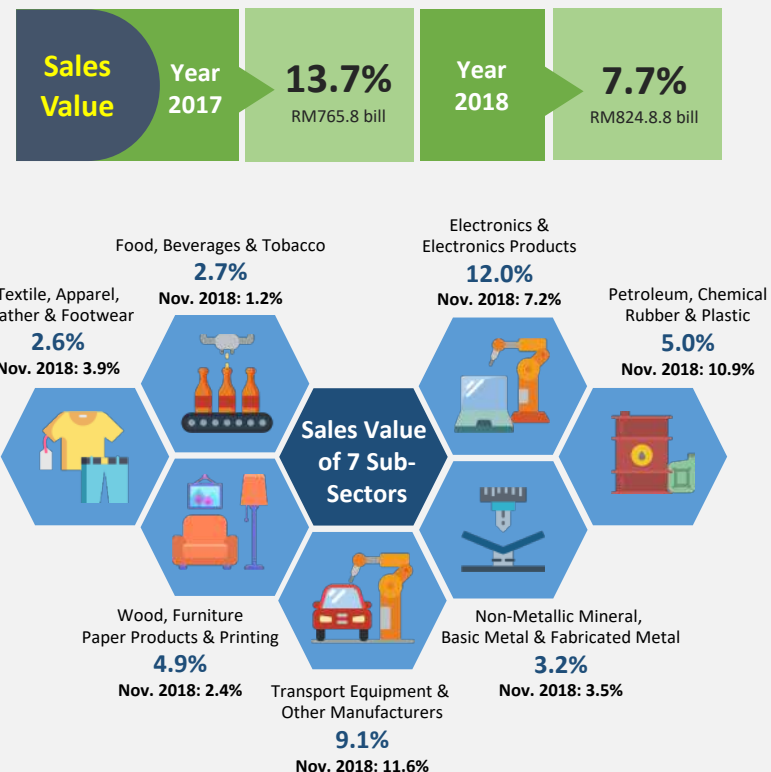 Sales
Value
Year
2017
13.7%
RM765.8 bill
Year
2018
7.7%
RM824.8.8 bill
Food, Beverages & Tobacco
2.7%
Nov. 2018: 1.2%
Electronics &
Electronics Products
12.0%
Nov. 2018: 7.2%
Textile, Apparel,
ather & Footwear
2.6%
Nov. 2018: 3.9%
Petroleum, Chemical
Rubber & Plastic
5.0%
Nov. 2018: 10.9%
Sales Value
of 7 Sub-
Sectors
Wood, Furniture
Paper Products & Printing
4.9%
Nov. 2018: 2.4%
Transport Equipment &
Other Manufacturers
9.1%
Nov. 2018: 11.6%
Non-Metallic Mineral,
Basic Metal & Fabricated Metal
3.2%
Nov. 2018: 3.5%